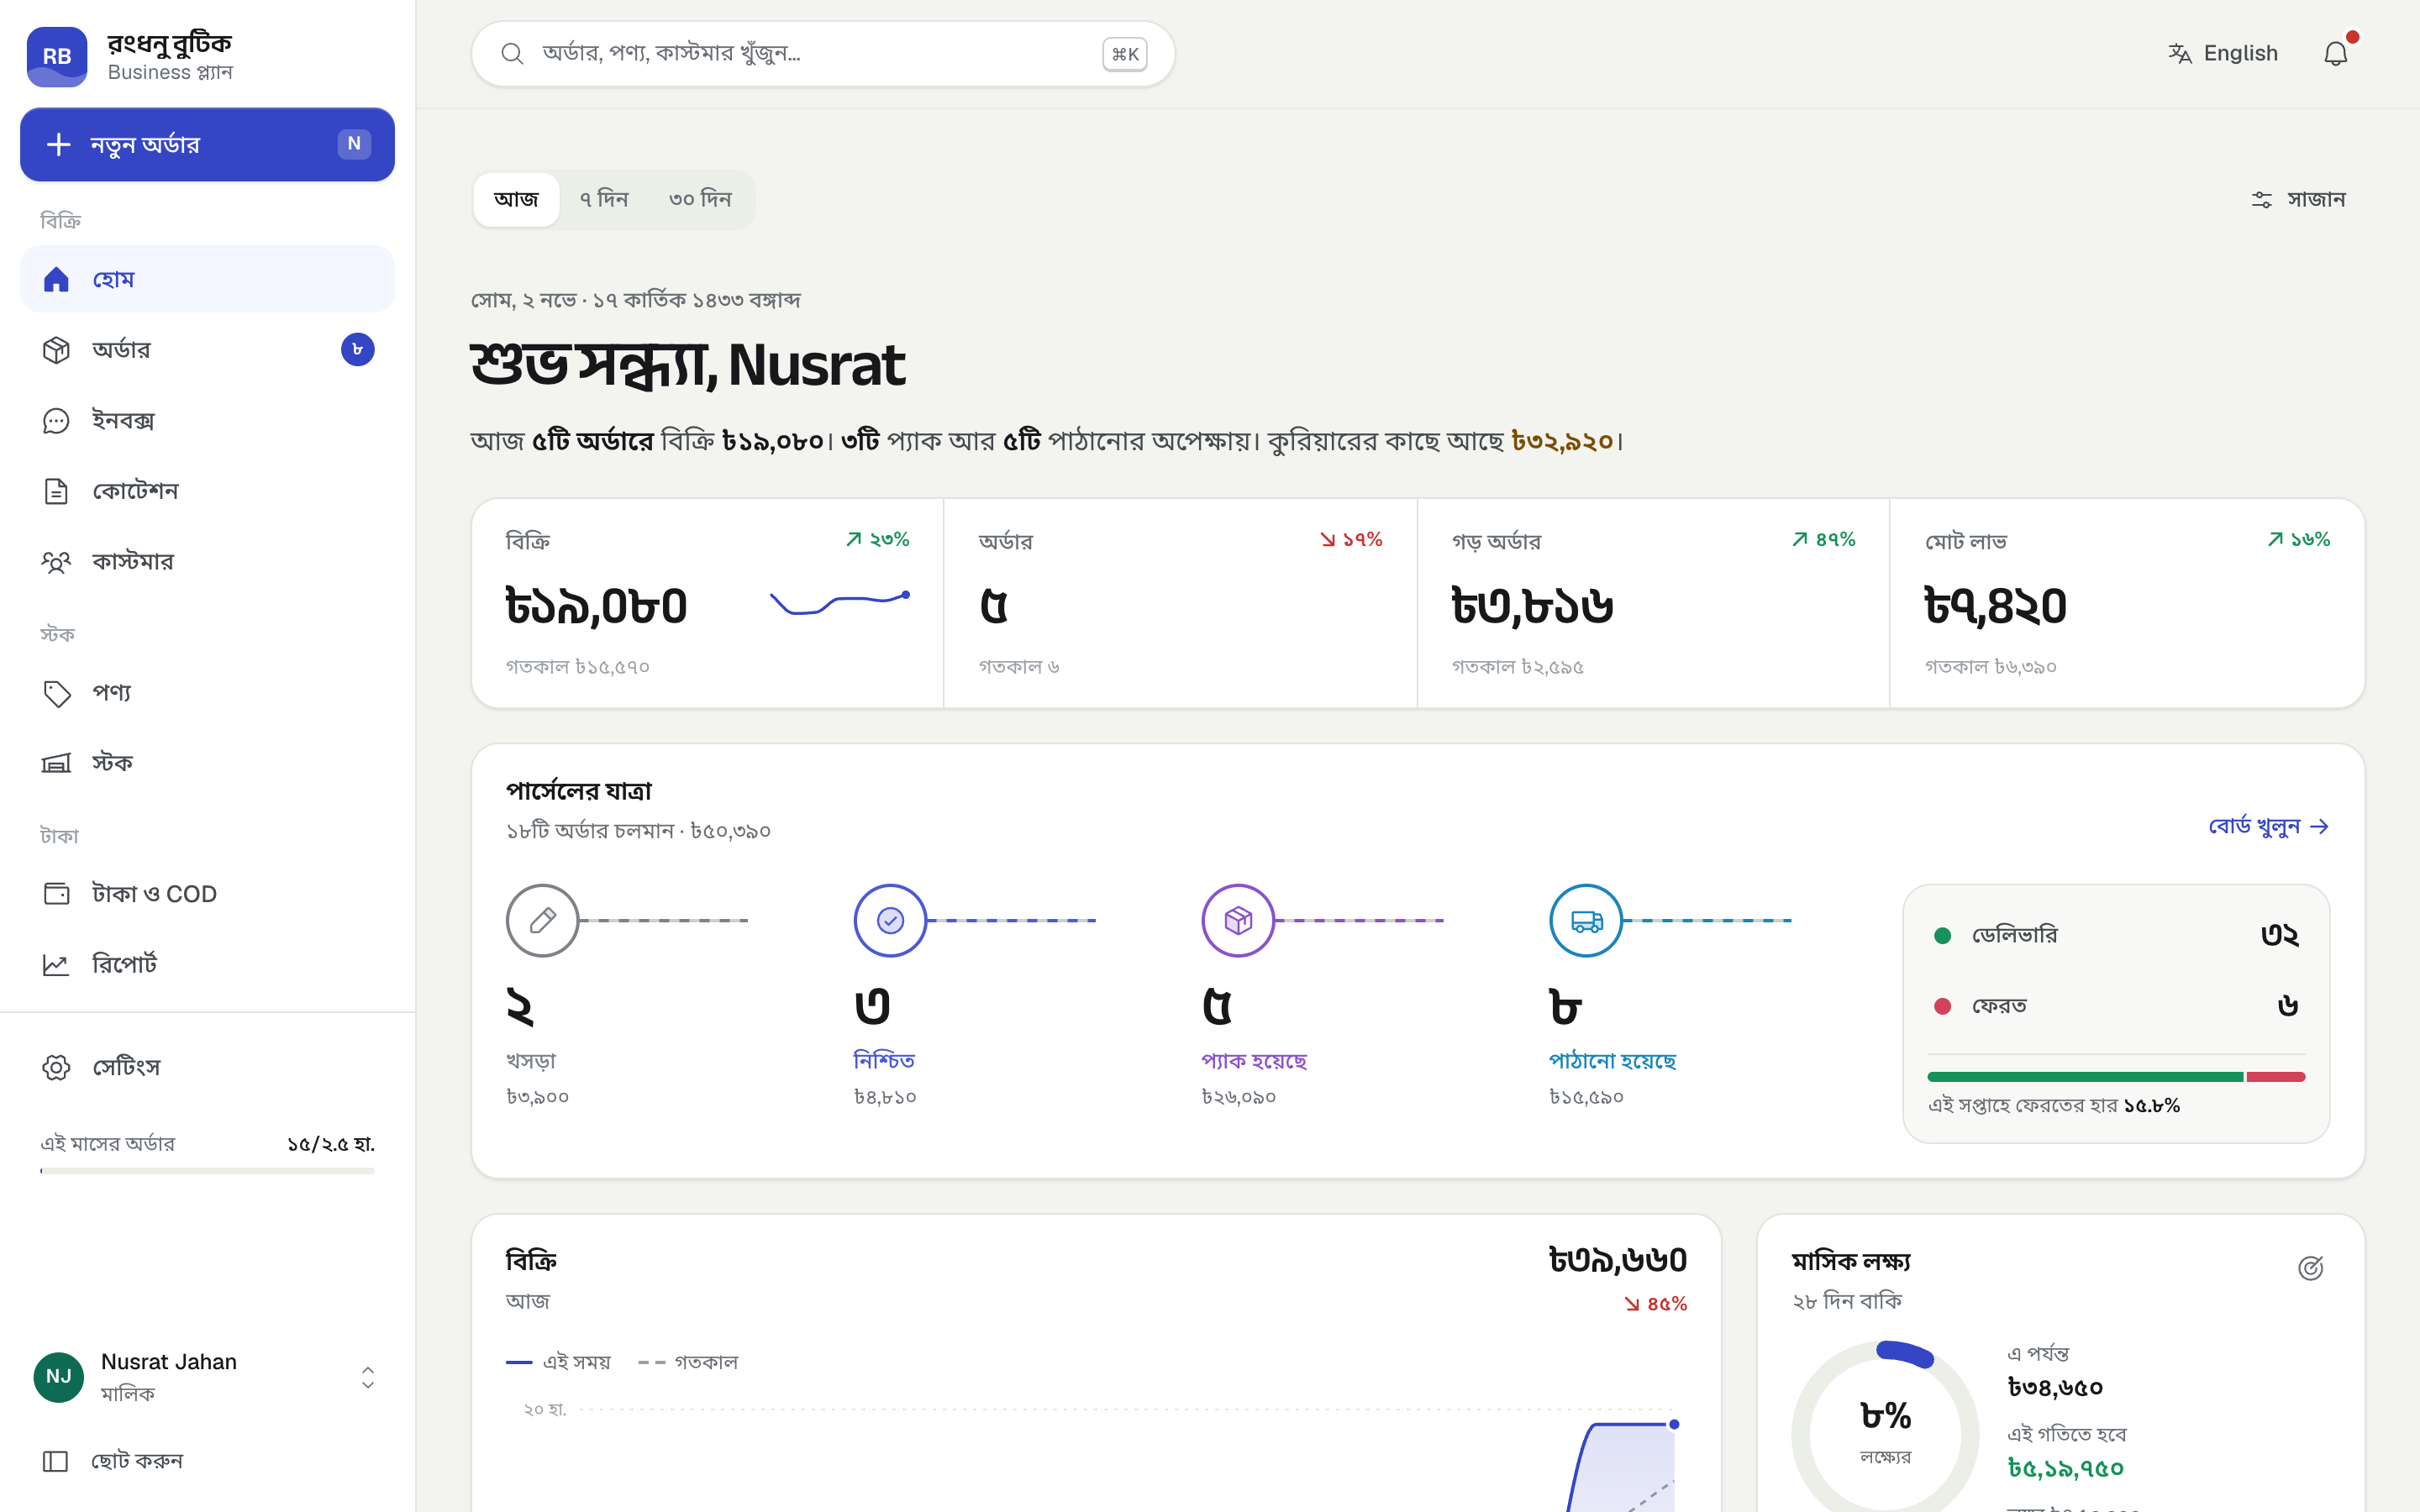 RB
রংধনু বুটিক
Business প্ল্যান
নতুন অর্ডার N
বিক্রি
হোম
অর্ডার ৮
ইনবক্স
কোটেশন
কাস্টমার
স্টক
পণ্য
স্টক
টাকা
টাকা ও COD
রিপোর্ট
সেটিংস
এই মাসের অর্ডার ১৫/২.৫ হা.
NJ
Nusrat Jahan
মালিক
ছোট করুন
অর্ডার, পণ্য, কাস্টমার খুঁজুন... ⌘K
English
আজ ৭ দিন ৩০ দিন
সাজান
সোম, ২ নভে · ১৭ কার্তিক ১৪৩৩ বঙ্গাব্দ
শুভ সন্ধ্যা, Nusrat
আজ ৫টি অর্ডারে বিক্রি ৳১৯,০৮০। ৩টি প্যাক আর ৫টি পাঠানোর অপেক্ষায়। কুরিয়ারের কাছে আছে ৳৩২,৯২০।
বিক্রি ২৩%
৳১৯,০৮০
গতকাল ৳১৫,৫৭০
অর্ডার ১৭%
৫
গতকাল ৬
গড় অর্ডার ৪৭%
৳৩,৮১৬
গতকাল ৳২,৫৯৫
মোট লাভ ১৬%
৳৭,৪২০
গতকাল ৳৬,৩৯০
পার্সেলের যাত্রা
১৮টি অর্ডার চলমান · ৳৫০,৩৯০
বোর্ড খুলুন →
২
খসড়া
৳৩,৯০০
৩
নিশ্চিত
৳৪,৮১০
৫
প্যাক হয়েছে
৳২৬,০৯০
৮
পাঠানো হয়েছে
৳১৫,৫৯০
ডেলিভারি ৩২
ফেরত ৬
এই সপ্তাহে ফেরতের হার ১৫.৮%
বিক্রি
আজ
৳৩৯,৬৬০
৪৫%
এই সময় গতকাল
২০ হা.
মাসিক লক্ষ্য
২৮ দিন বাকি
৮%
লক্ষ্যের
এ পর্যন্ত
৳৩৪,৬৫০
এই গতিতে হবে
৳৫,১৯,৭৫০